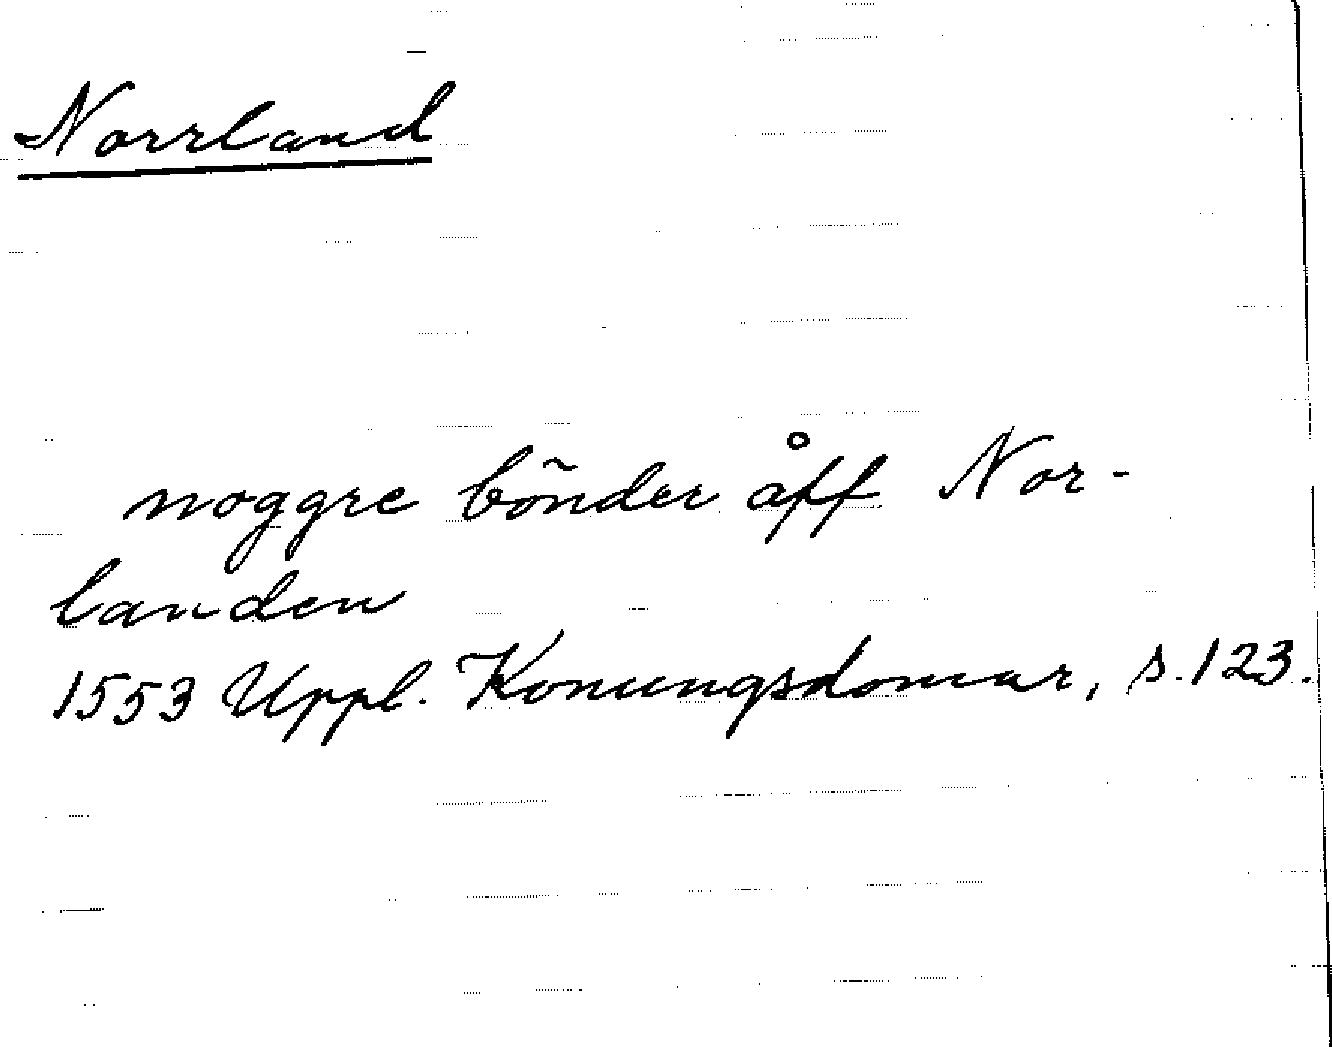 Norrland
noggre bönder åff Nor-
landen
1553 Uppl. Konungsdomar, s. 123.